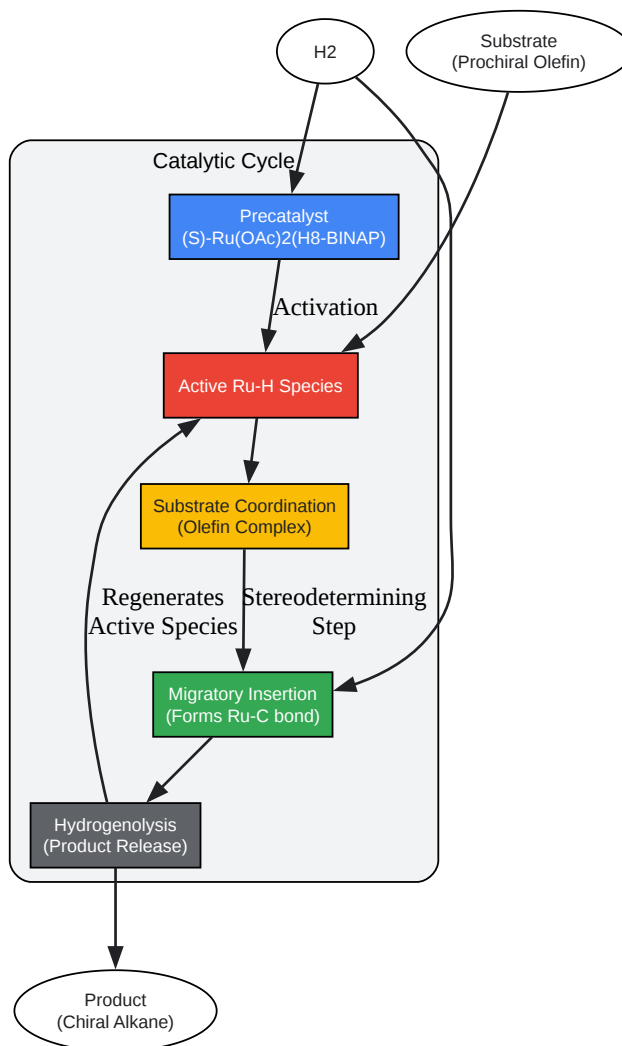 H2
Substrate
(Prochiral Olefin)
Catalytic Cycle
Precatalyst
(S)-Ru(OAc)2(H8-BINAP)
Activation
Active Ru-H Species
Substrate Coordination
(Olefin Complex)
Regenerates
Active Species
Stereodetermining
Step
Migratory Insertion
(Forms Ru-C bond)
Hydrogenolysis
(Product Release)
Product
(Chiral Alkane)